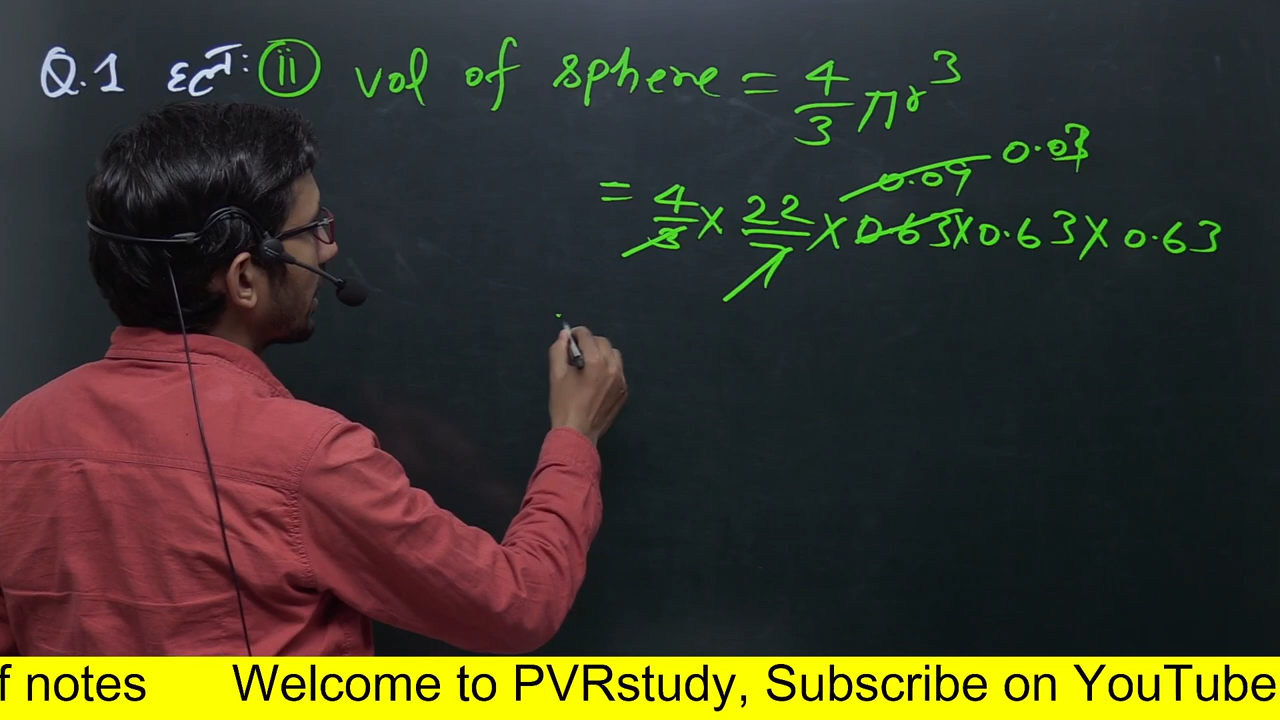 Q.1 हल: (ii) vol of sphere = 4/3 πr³
0.09 0.03
= 4/3 × 22/7 × 0.63 × 0.63 × 0.63
f notes Welcome to PVRstudy, Subscribe on YouTube